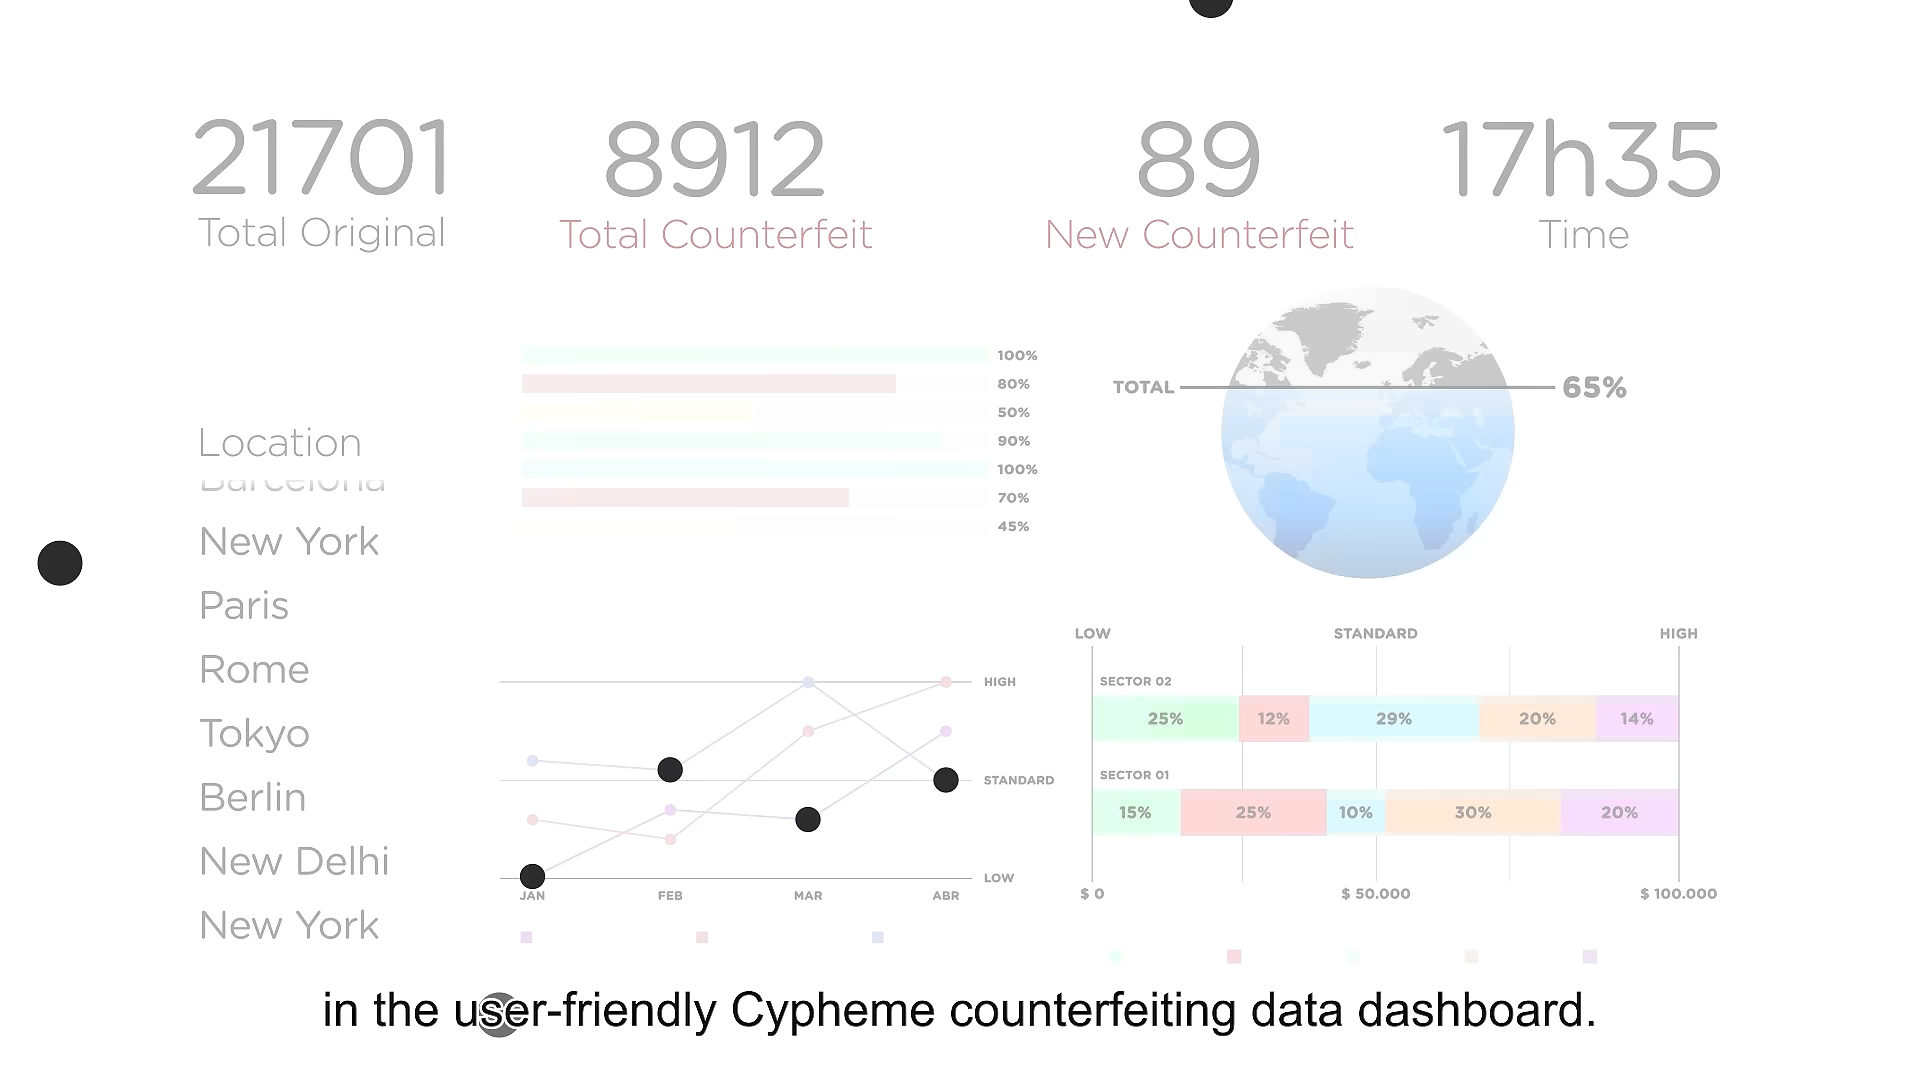 21701
Total Original
8912
Total Counterfeit
89
New Counterfeit
17h35
Time
Location
Barcelona
New York
Paris
Rome
Tokyo
Berlin
New Delhi
New York
100%
80%
50%
90%
100%
70%
45%
TOTAL
65%
HIGH
STANDARD
LOW
JAN FEB MAR ABR
LOW STANDARD HIGH
SECTOR 02
25% 12% 29% 20% 14%
SECTOR 01
15% 25% 10% 30% 20%
$ 0 $ 50.000 $ 100.000
in the user-friendly Cypheme counterfeiting data dashboard.